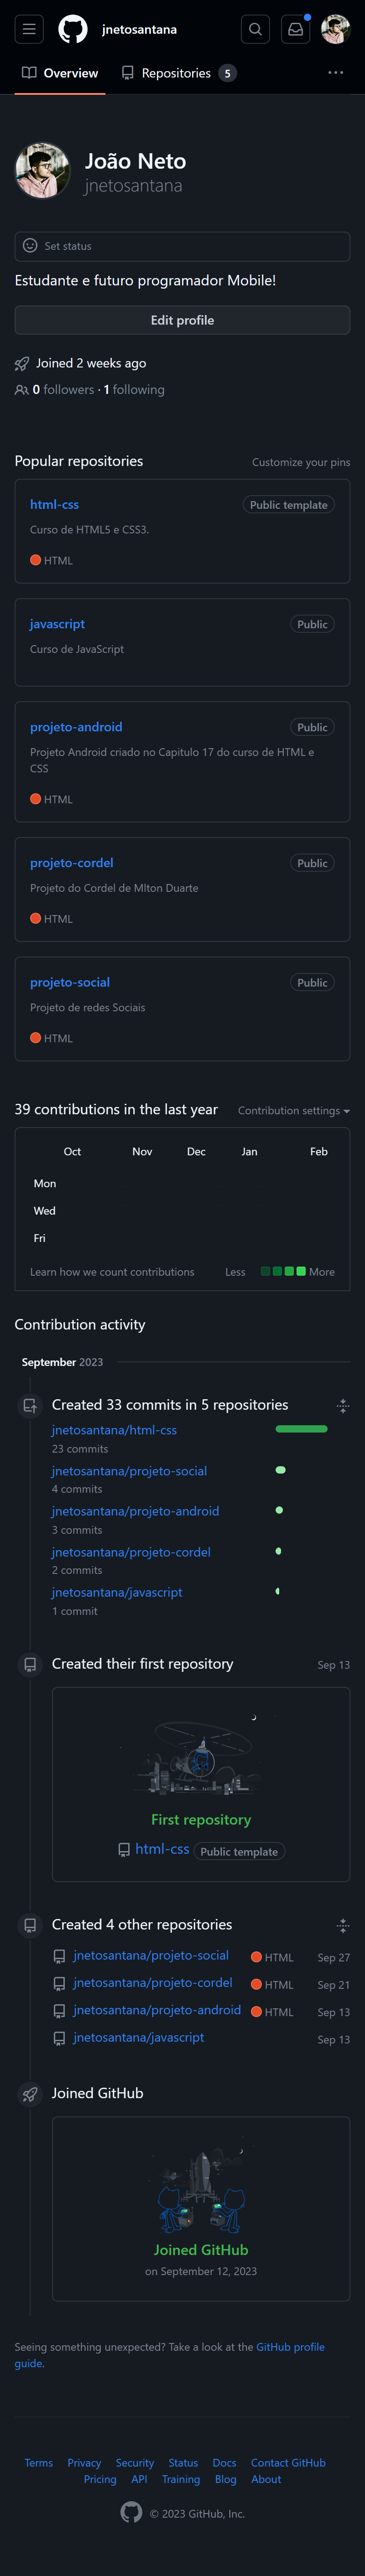 jnetosantana
Overview
Repositories 5
João Neto
jnetosantana
Set status
Estudante e futuro programador Mobile!
Edit profile
Joined 2 weeks ago
0 followers · 1 following
Popular repositories Customize your pins
html-css Public template
Curso de HTML5 e CSS3.
HTML
javascript Public
Curso de JavaScript
projeto-android Public
Projeto Android criado no Capitulo 17 do curso de HTML e
CSS
HTML
projeto-cordel Public
Projeto do Cordel de Mlton Duarte
HTML
projeto-social Public
Projeto de redes Sociais
HTML
39 contributions in the last year Contribution settings
Oct Nov Dec Jan Feb
Mon
Wed
Fri
Learn how we count contributions Less More
Contribution activity
September 2023
Created 33 commits in 5 repositories
jnetosantana/html-css
23 commits
jnetosantana/projeto-social
4 commits
jnetosantana/projeto-android
3 commits
jnetosantana/projeto-cordel
2 commits
jnetosantana/javascript
1 commit
Created their first repository Sep 13
First repository
html-css Public template
Created 4 other repositories
jnetosantana/projeto-social HTML Sep 27
jnetosantana/projeto-cordel HTML Sep 21
jnetosantana/projeto-android HTML Sep 13
jnetosantana/javascript Sep 13
Joined GitHub
Joined GitHub
on September 12, 2023
Seeing something unexpected? Take a look at the GitHub profile
guide.
Terms Privacy Security Status Docs Contact GitHub
Pricing API Training Blog About
© 2023 GitHub, Inc.